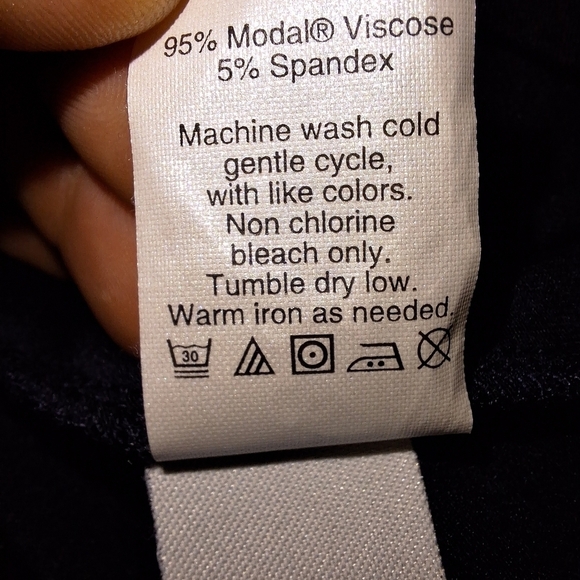 95% Modal® Viscose
5% Spandex
Machine wash cold
gentle cycle,
with like colors.
Non chlorine
bleach only.
Tumble dry low.
Warm iron as needed.
30